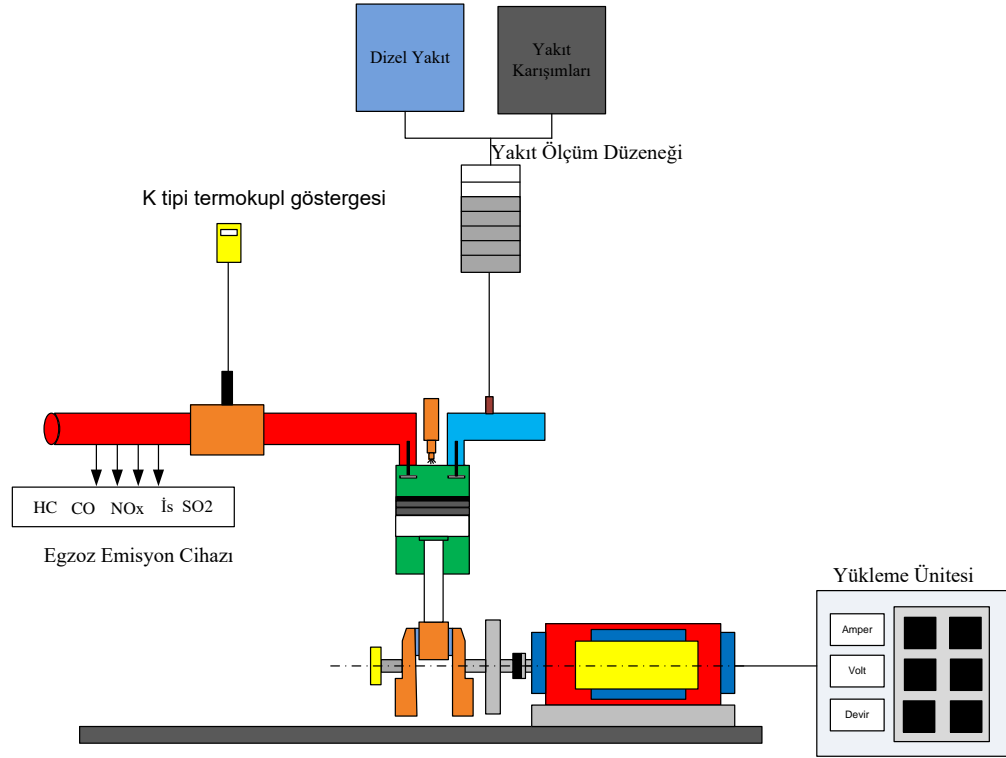 Dizel Yakıt
Yakıt
Karışımları
Yakıt Ölçüm Düzeneği
K tipi termokupl göstergesi
HC CO NOx İs SO2
Egzoz Emisyon Cihazı
Yükleme Ünitesi
Amper
Volt
Devir